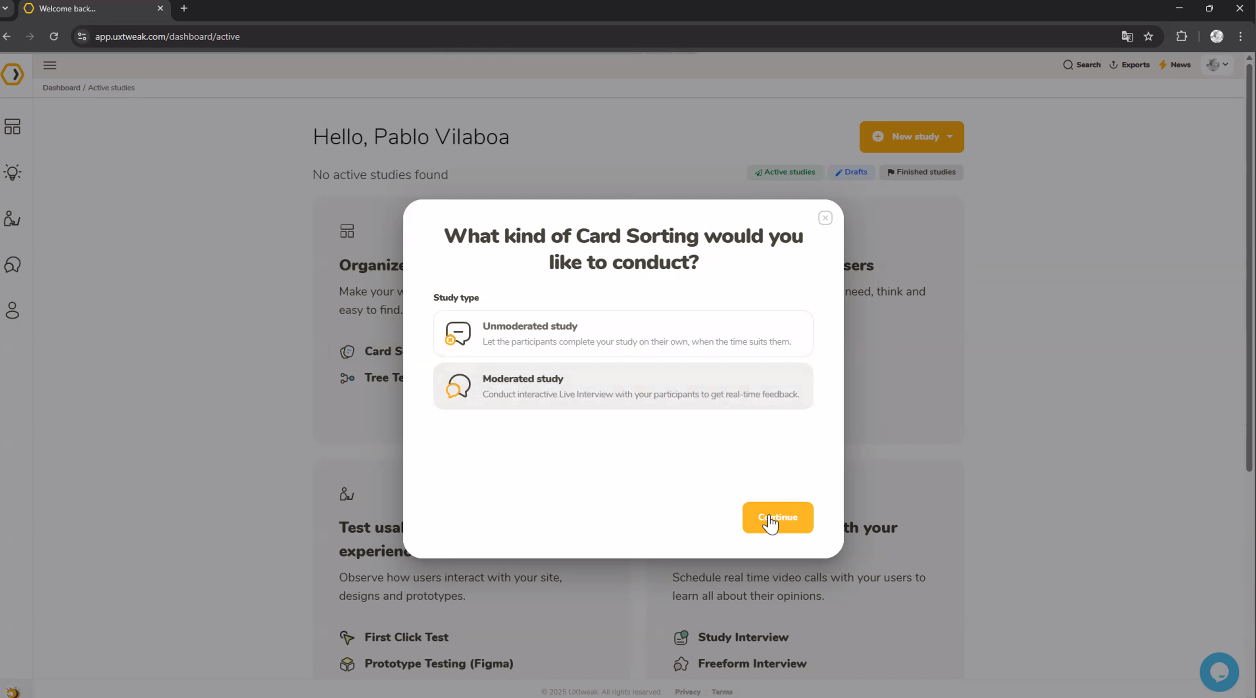 Welcome back...
app.uxtweak.com/dashboard/active
Search
Exports
News
Dashboard / Active studies
Hello, Pablo Vilaboa
New study
No active studies found
Active studies
Drafts
Finished studies
What kind of Card Sorting would you
like to conduct?
Study type
Unmoderated study
Let the participants complete your study on their own, when the time suits them.
Moderated study
Conduct interactive Live Interview with your participants to get real-time feedback.
Continue
Organize
sers
Make your w
need, think and
easy to find.
Card S
Tree Te
Test usa
th your
experien
Observe how users interact with your site,
designs and prototypes.
Schedule real time video calls with your users to
learn all about their opinions.
First Click Test
Study Interview
Prototype Testing (Figma)
Freeform Interview
© 2025 UXtweak. All rights reserved.
Privacy
Terms